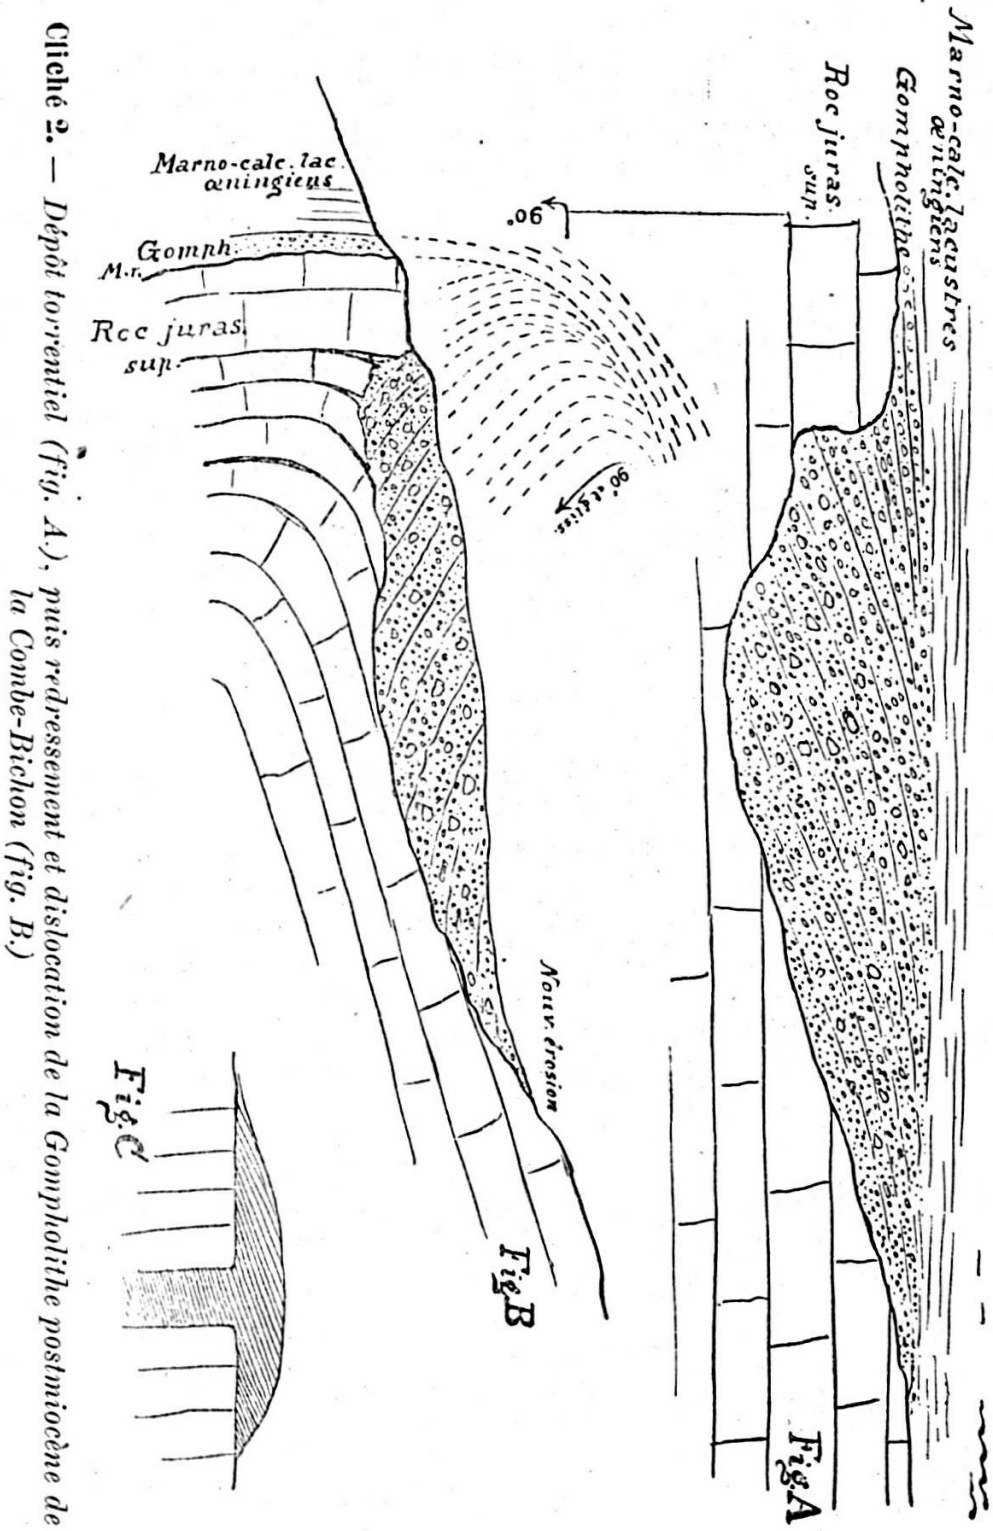 Marno-calc. lacustres
œningiens
Gompholithe
Roc juras.
sup.
Fig. A
90°
90° et gliss.
Marno-calc. lac.
œningiens
Gomph.
M.r.
Roc juras.
sup.
Nouv. érosion
Fig. B
Fig. C
Cliché 2. — Dépôt torrentiel (fig. A.), puis redressement et dislocation de la Gompholithe postmiocène de
la Combe-Bichon (fig. B.)